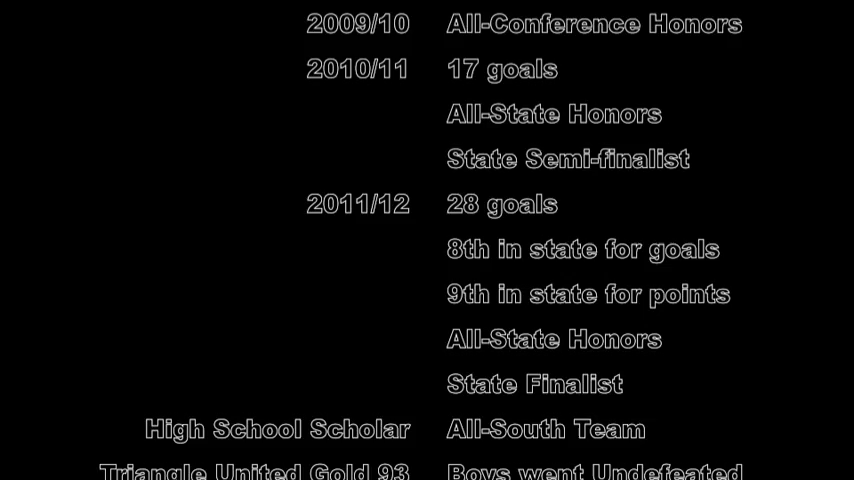 2009/10 All-Conference Honors
2010/11 17 goals
All-State Honors
State Semi-finalist
2011/12 28 goals
8th in state for goals
9th in state for points
All-State Honors
State Finalist
High School Scholar All-South Team
Triangle United Gold 93 Boys went Undefeated